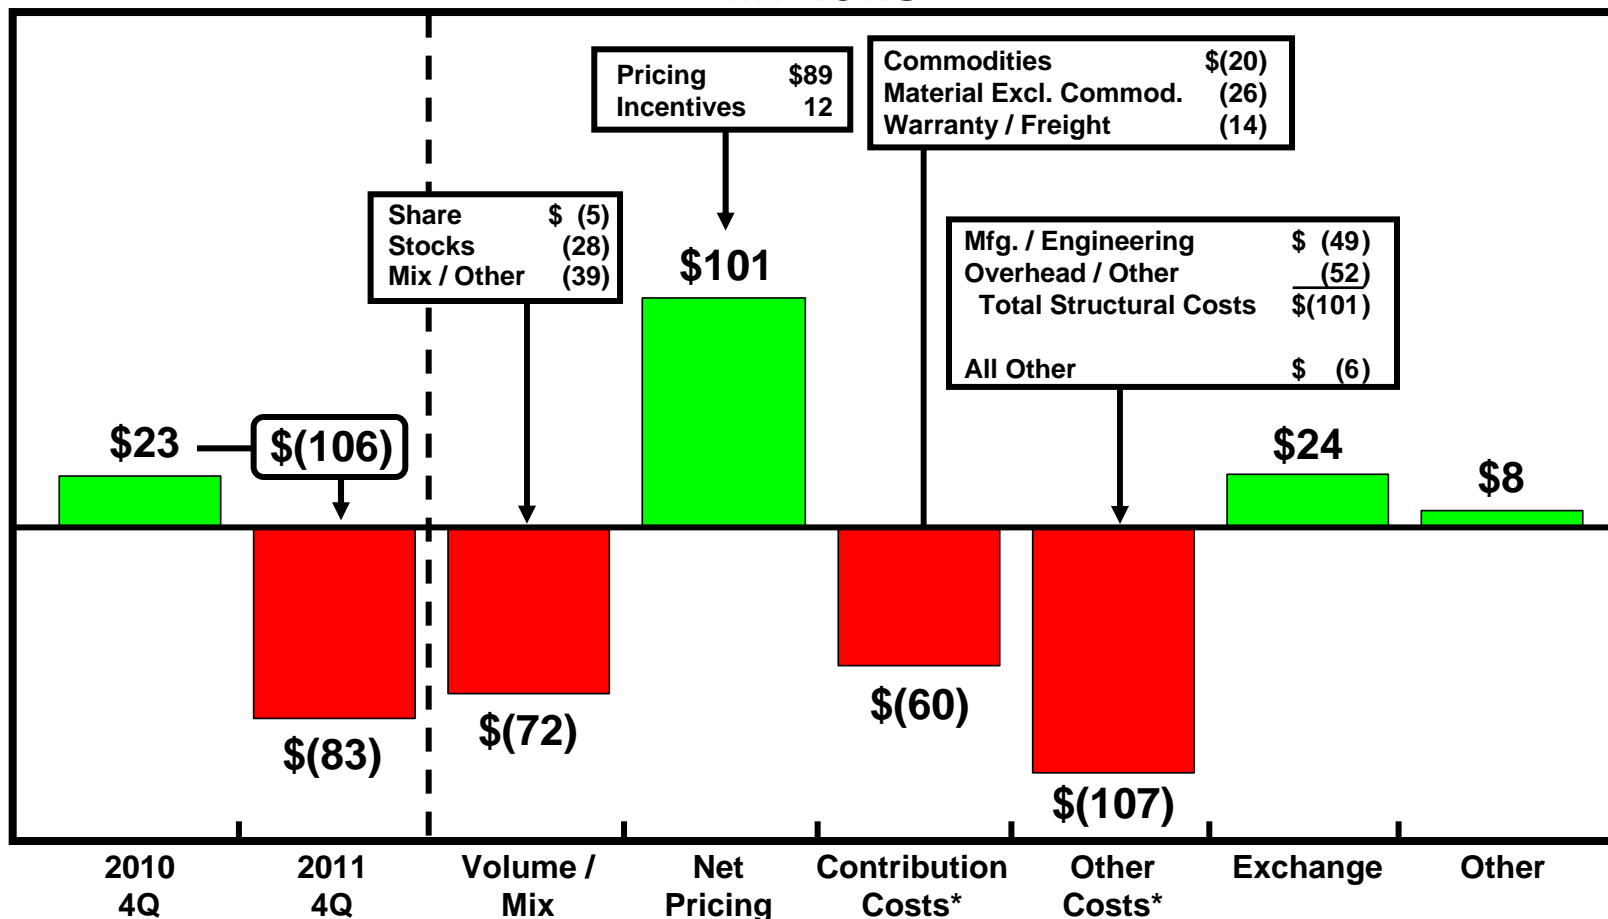 Commodities $(20)
Material Excl. Commod. (26)
Warranty / Freight (14)
Pricing $89
Incentives 12
Share $ (5)
Stocks (28)
Mix / Other (39)
Mfg. / Engineering $ (49)
Overhead / Other (52)
Total Structural Costs $(101)
All Other $ (6)
$101
$23
$(106)
$24
$8
$(83)
$(72)
$(60)
$(107)
2010
4Q
2011
4Q
Volume /
Mix
Net
Pricing
Contribution
Costs*
Other
Costs*
Exchange
Other